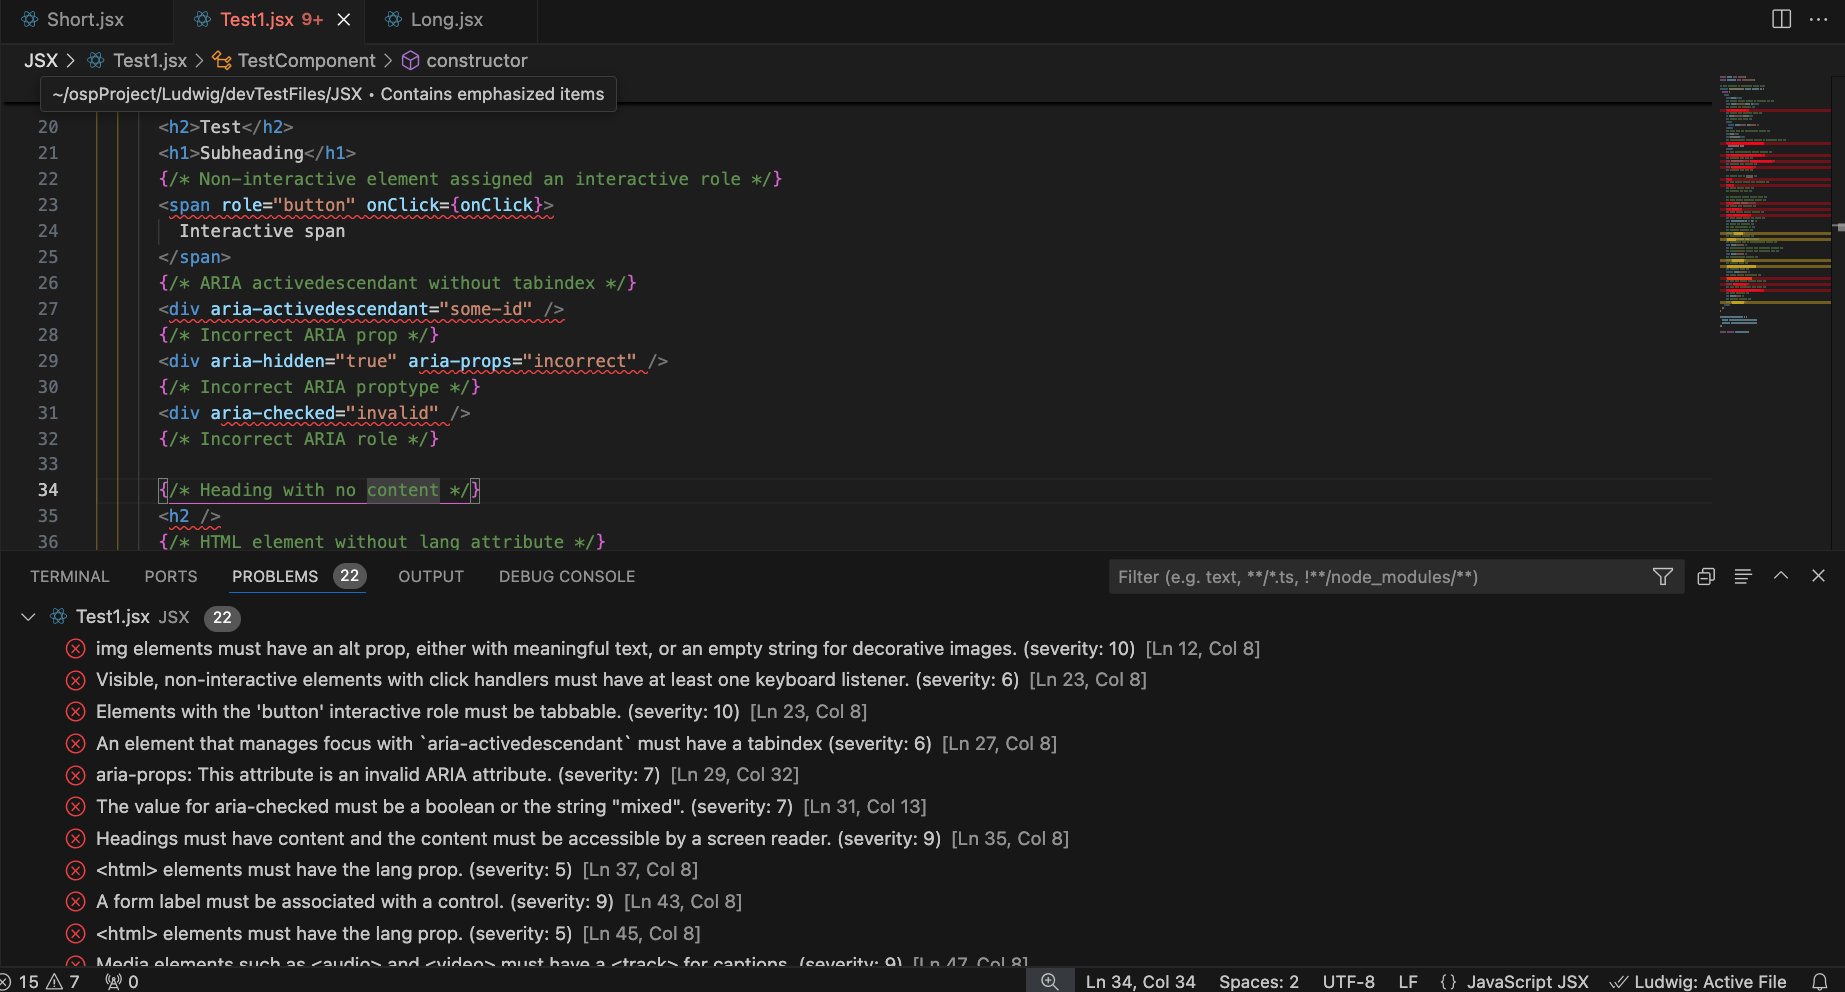 Short.jsx Test1.jsx 9+ Long.jsx
JSX > Test1.jsx > TestComponent > constructor
~/ospProject/Ludwig/devTestFiles/JSX • Contains emphasized items
20 <h2>Test</h2>
21 <h1>Subheading</h1>
22 {/* Non-interactive element assigned an interactive role */}
23 <span role="button" onClick={onClick}>
24 Interactive span
25 </span>
26 {/* ARIA activedescendant without tabindex */}
27 <div aria-activedescendant="some-id" />
28 {/* Incorrect ARIA prop */}
29 <div aria-hidden="true" aria-props="incorrect" />
30 {/* Incorrect ARIA proptype */}
31 <div aria-checked="invalid" />
32 {/* Incorrect ARIA role */}
33
34 {/* Heading with no content */}
35 <h2 />
36 {/* HTML element without lang attribute */}
TERMINAL PORTS PROBLEMS 22 OUTPUT DEBUG CONSOLE Filter (e.g. text, **/*.ts, !**/node_modules/**)
Test1.jsx JSX 22
img elements must have an alt prop, either with meaningful text, or an empty string for decorative images. (severity: 10) [Ln 12, Col 8]
Visible, non-interactive elements with click handlers must have at least one keyboard listener. (severity: 6) [Ln 23, Col 8]
Elements with the 'button' interactive role must be tabbable. (severity: 10) [Ln 23, Col 8]
An element that manages focus with `aria-activedescendant` must have a tabindex (severity: 6) [Ln 27, Col 8]
aria-props: This attribute is an invalid ARIA attribute. (severity: 7) [Ln 29, Col 32]
The value for aria-checked must be a boolean or the string "mixed". (severity: 7) [Ln 31, Col 13]
Headings must have content and the content must be accessible by a screen reader. (severity: 9) [Ln 35, Col 8]
<html> elements must have the lang prop. (severity: 5) [Ln 37, Col 8]
A form label must be associated with a control. (severity: 9) [Ln 43, Col 8]
<html> elements must have the lang prop. (severity: 5) [Ln 45, Col 8]
Media elements such as <audio> and <video> must have a <track> for captions. (severity: 9) [Ln 47, Col 8]
15 7 0 Ln 34, Col 34 Spaces: 2 UTF-8 LF {} JavaScript JSX Ludwig: Active File